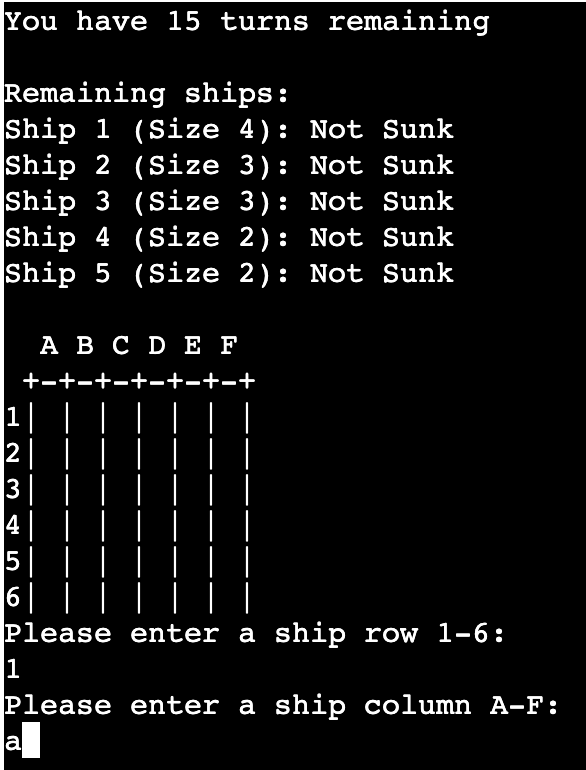 You have 15 turns remaining

Remaining ships:
Ship 1 (Size 4): Not Sunk
Ship 2 (Size 3): Not Sunk
Ship 3 (Size 3): Not Sunk
Ship 4 (Size 2): Not Sunk
Ship 5 (Size 2): Not Sunk

  A B C D E F
 +-+-+-+-+-+-+
1| | | | | | |
2| | | | | | |
3| | | | | | |
4| | | | | | |
5| | | | | | |
6| | | | | | |
Please enter a ship row 1-6:
1
Please enter a ship column A-F:
a